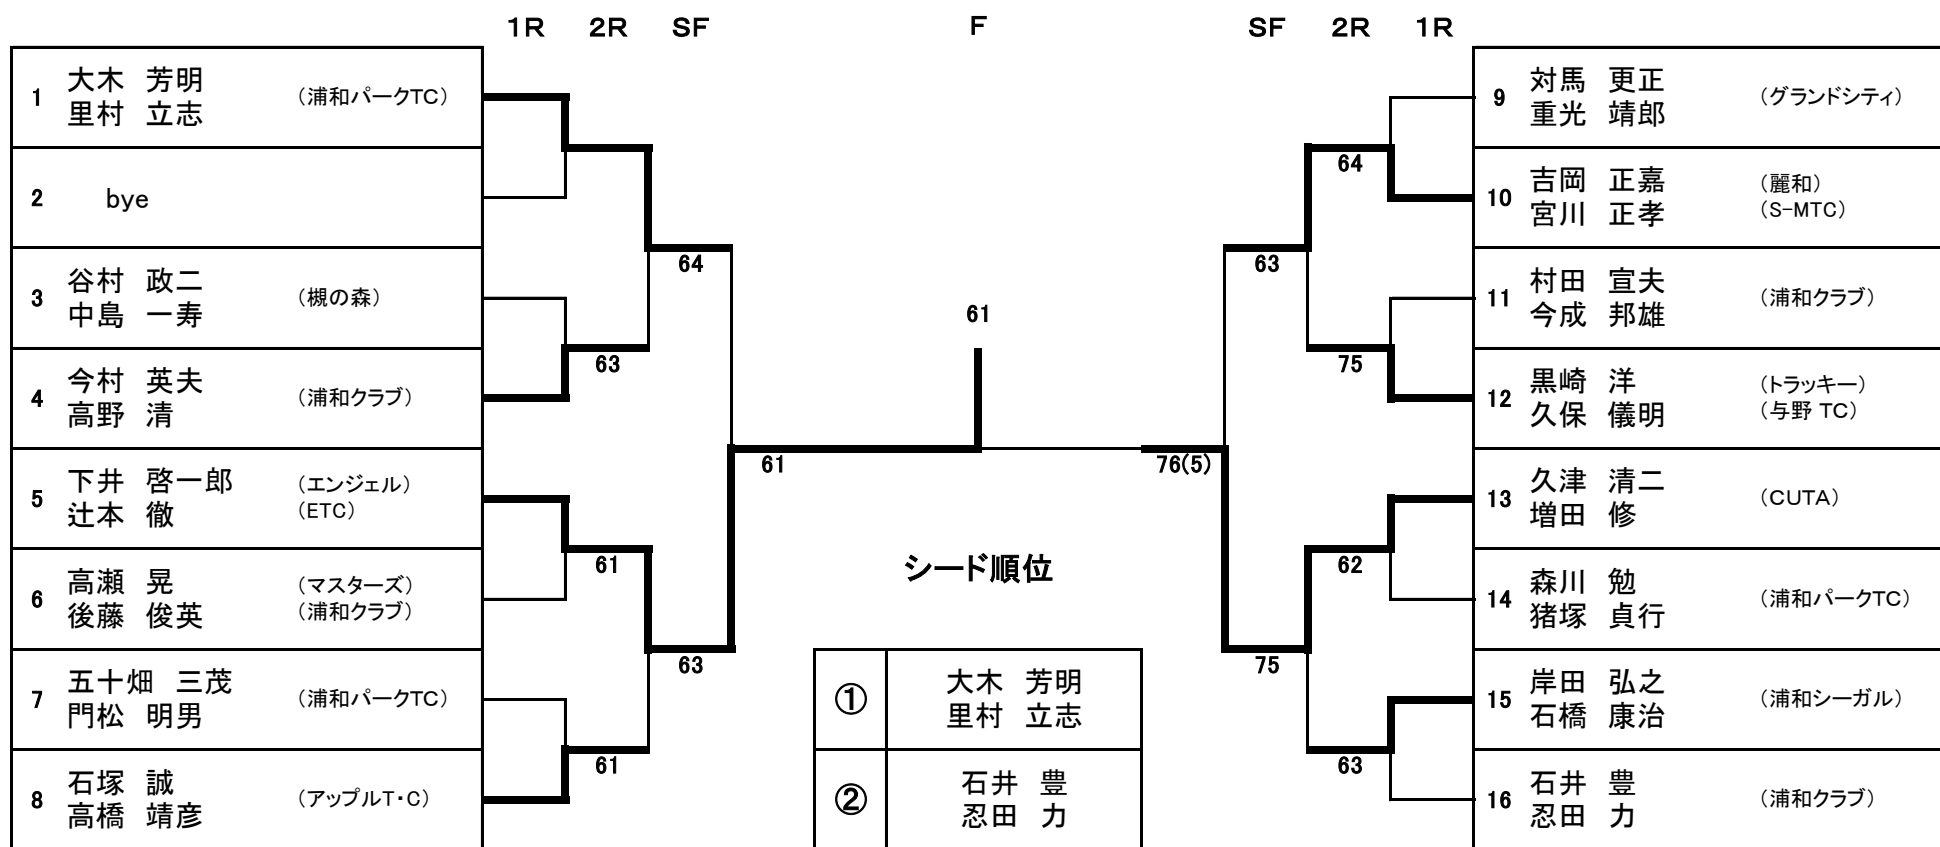 1R 2R SF F SF 2R 1R
1 大木 芳明 (浦和パークTC)
里村 立志
2 bye
3 谷村 政二 (槻の森)
中島 一寿
4 今村 英夫 (浦和クラブ)
高野 清
5 下井 啓一郎 (エンジェル)
辻本 徹 (ETC)
6 高瀬 晃 (マスターズ)
後藤 俊英 (浦和クラブ)
7 五十畑 三茂 (浦和パークTC)
門松 明男
8 石塚 誠 (アップルT・C)
高橋 靖彦
63
61
61
64
63
61
61
76(5)
63
75
64
75
62
63
シード順位
① 大木 芳明
里村 立志
② 石井 豊
忍田 力
9 対馬 更正 (グランドシティ)
重光 靖郎
10 吉岡 正嘉 (麗和)
宮川 正孝 (S-MTC)
11 村田 宣夫 (浦和クラブ)
今成 邦雄
12 黒崎 洋 (トラッキー)
久保 儀明 (与野 TC)
13 久津 清二 (CUTA)
増田 修
14 森川 勉 (浦和パークTC)
猪塚 貞行
15 岸田 弘之 (浦和シーガル)
石橋 康治
16 石井 豊 (浦和クラブ)
忍田 力